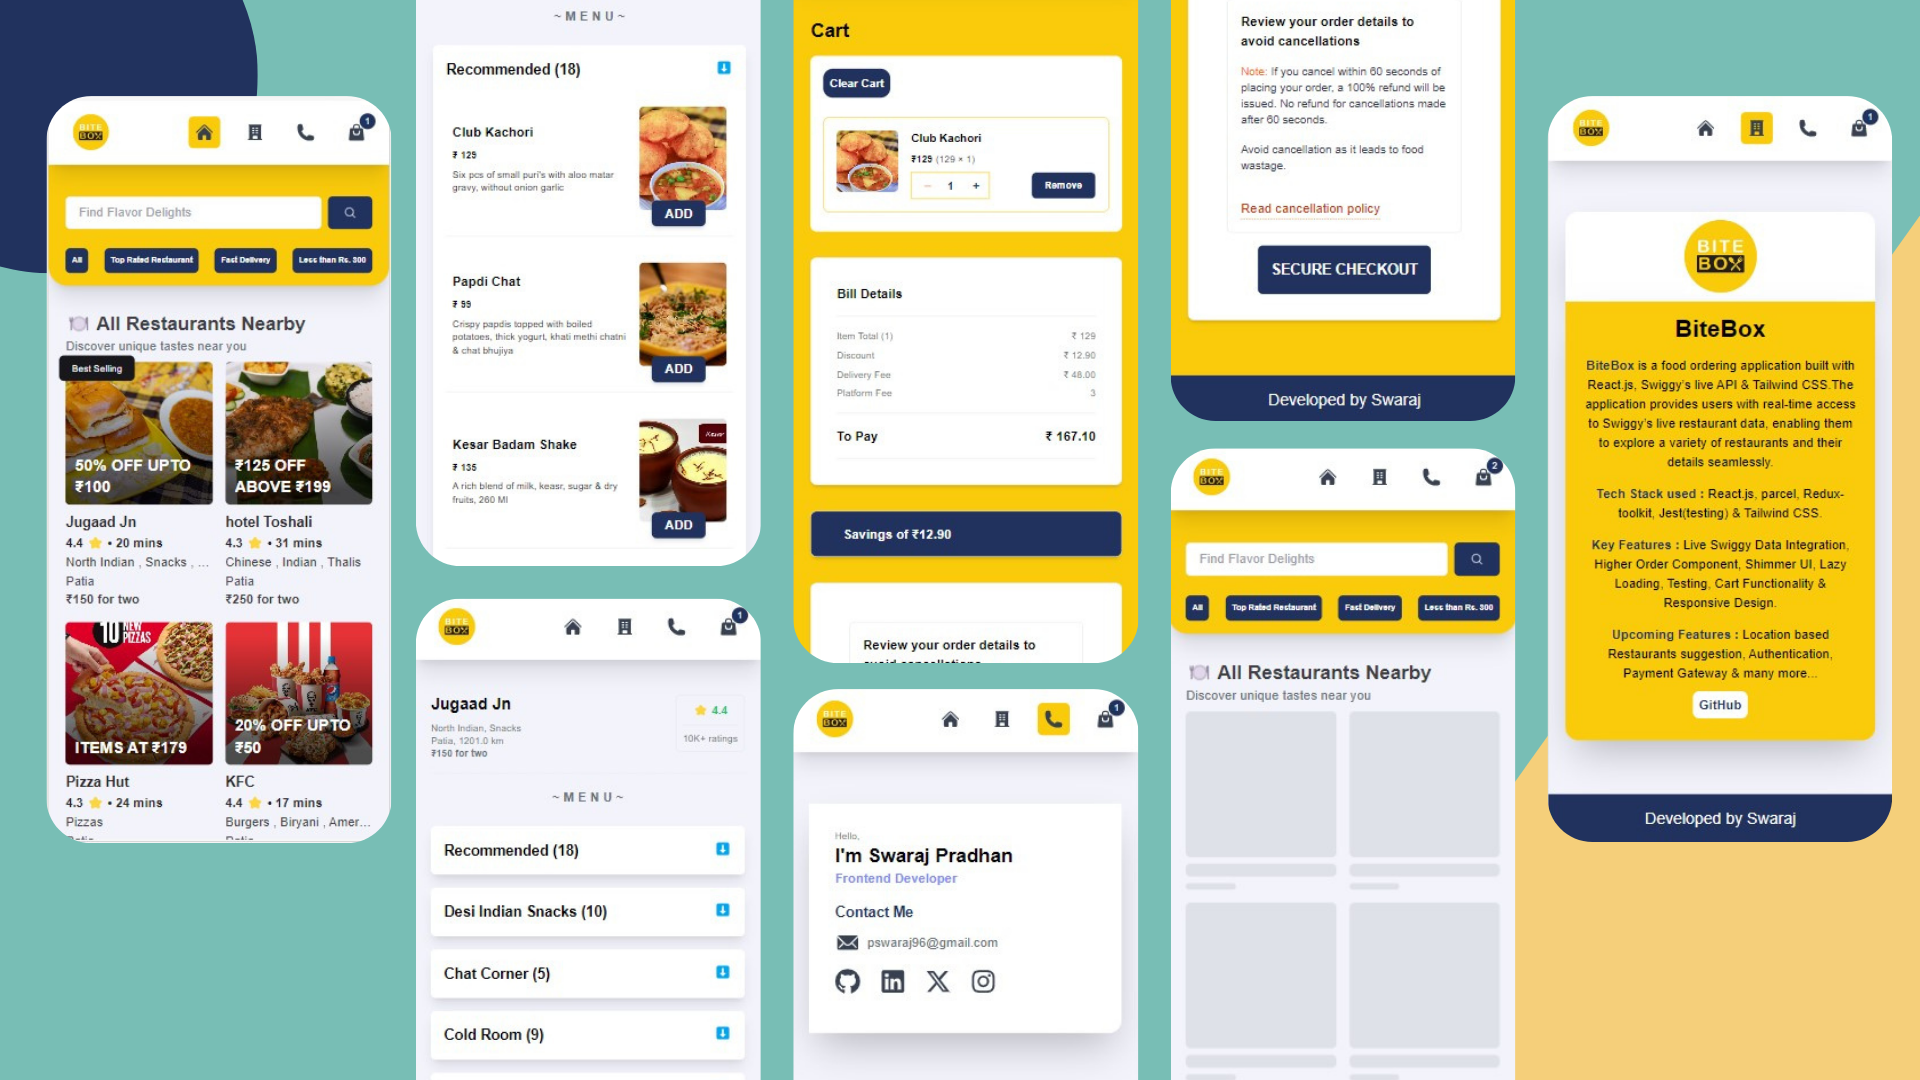 BITE
BOX
1
Find Flavor Delights
All
Top Rated Restaurant
Fast Delivery
Less than Rs. 300
All Restaurants Nearby
Discover unique tastes near you
Best Selling
50% OFF UPTO
₹100
₹125 OFF
ABOVE ₹199
Jugaad Jn
4.4 • 20 mins
North Indian , Snacks , ...
Patia
₹150 for two
hotel Toshali
4.3 • 31 mins
Chinese , Indian , Thalis
Patia
₹250 for two
10 NEW
PIZZAS
ITEMS AT ₹179
20% OFF UPTO
₹50
Pizza Hut
4.3 • 24 mins
Pizzas
Patia
KFC
4.4 • 17 mins
Burgers , Biryani , Amer...
Patia
~ M E N U ~
Recommended (18)
Club Kachori
₹ 129
Six pcs of small puri's with aloo matar
gravy, without onion garlic
ADD
Papdi Chat
₹ 99
Crispy papdis topped with boiled
potatoes, thick yogurt, khati methi chatni
& chat bhujiya
ADD
Kesar Badam Shake
₹ 135
A rich blend of milk, keasr, sugar & dry
fruits, 260 Ml
Kesar
ADD
BITE
BOX
1
Jugaad Jn
North Indian, Snacks
Patia, 1201.0 km
₹150 for two
4.4
10K+ ratings
~ M E N U ~
Recommended (18)
Desi Indian Snacks (10)
Chat Corner (5)
Cold Room (9)
Cart
Clear Cart
Club Kachori
₹129 (129 × 1)
− 1 +
Remove
Bill Details
Item Total (1) ₹ 129
Discount ₹ 12.90
Delivery Fee ₹ 48.00
Platform Fee 3
To Pay ₹ 167.10
Savings of ₹12.90
Review your order details to
avoid cancellations
BITE
BOX
1
Hello,
I'm Swaraj Pradhan
Frontend Developer
Contact Me
pswaraj96@gmail.com
Review your order details to
avoid cancellations
Note: If you cancel within 60 seconds of
placing your order, a 100% refund will be
issued. No refund for cancellations made
after 60 seconds.
Avoid cancellation as it leads to food
wastage.
Read cancellation policy
SECURE CHECKOUT
Developed by Swaraj
BITE
BOX
2
Find Flavor Delights
All
Top Rated Restaurant
Fast Delivery
Less than Rs. 300
All Restaurants Nearby
Discover unique tastes near you
BITE
BOX
1
BITE
BOX
BiteBox
BiteBox is a food ordering application built with
React.js, Swiggy's live API & Tailwind CSS.The
application provides users with real-time access
to Swiggy's live restaurant data, enabling them
to explore a variety of restaurants and their
details seamlessly.
Tech Stack used : React.js, parcel, Redux-
toolkit, Jest(testing) & Tailwind CSS.
Key Features : Live Swiggy Data Integration,
Higher Order Component, Shimmer UI, Lazy
Loading, Testing, Cart Functionality &
Responsive Design.
Upcoming Features : Location based
Restaurants suggestion, Authentication,
Payment Gateway & many more...
GitHub
Developed by Swaraj